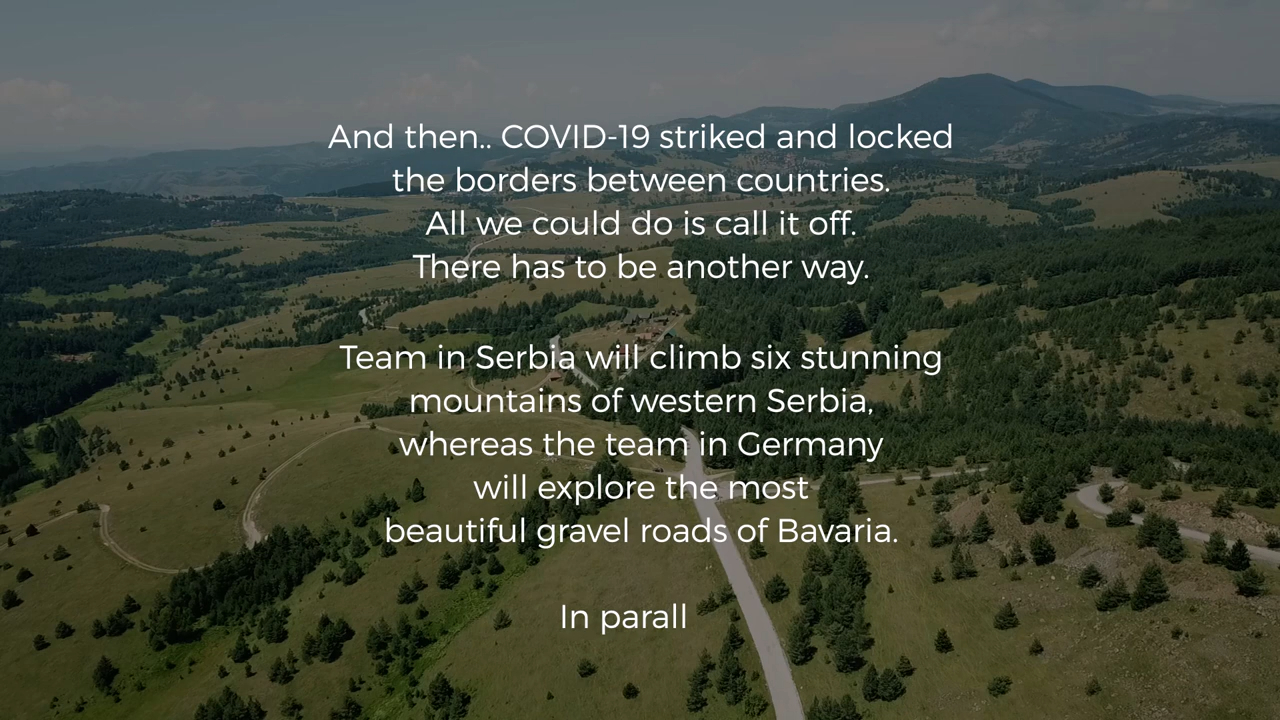 And then.. COVID-19 striked and locked
the borders between countries.
All we could do is call it off.
There has to be another way.
Team in Serbia will climb six stunning
mountains of western Serbia,
whereas the team in Germany
will explore the most
beautiful gravel roads of Bavaria.
In parall